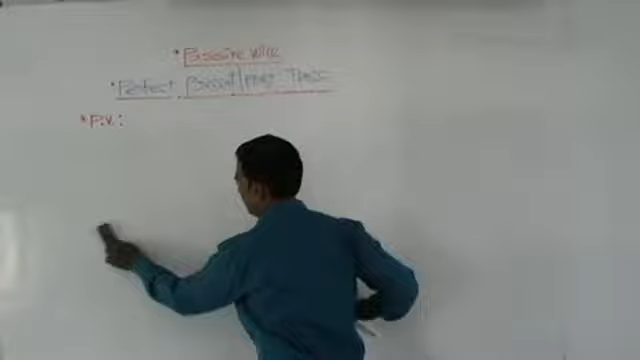 * Passive Voice
* Perfect Present / Past Tense
* P.V.: